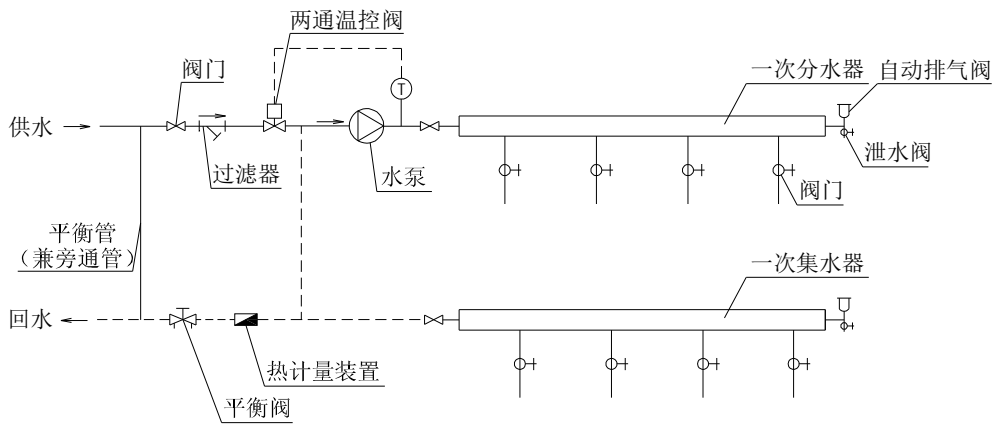 两通温控阀
阀门
T
一次分水器
自动排气阀
供水
过滤器
水泵
泄水阀
阀门
平衡管
（兼旁通管）
一次集水器
回水
热计量装置
平衡阀